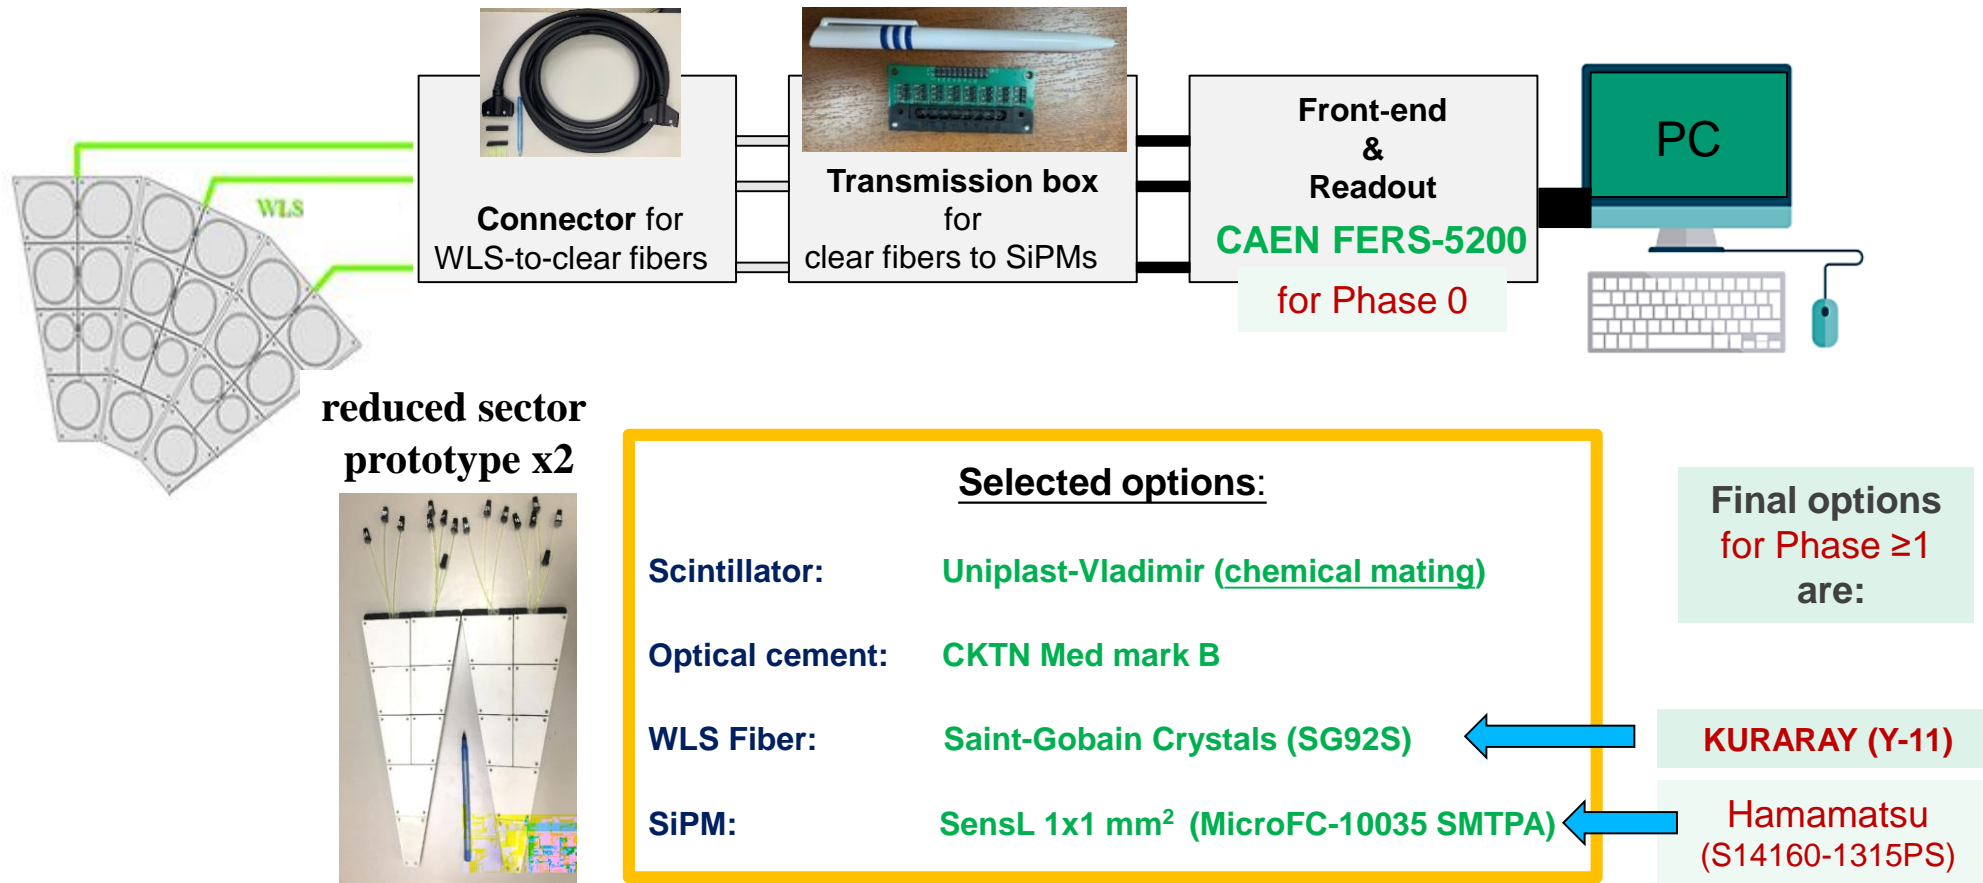 WLS
Connector for
WLS-to-clear fibers
Transmission box
for
clear fibers to SiPMs
Front-end
&
Readout
CAEN FERS-5200
for Phase 0
PC
reduced sector
prototype x2
Selected options:
Scintillator: Uniplast-Vladimir (chemical mating)
Optical cement: CKTN Med mark B
WLS Fiber: Saint-Gobain Crystals (SG92S)
SiPM: SensL 1x1 mm² (MicroFC-10035 SMTPA)
Final options
for Phase ≥1
are:
KURARAY (Y-11)
Hamamatsu
(S14160-1315PS)